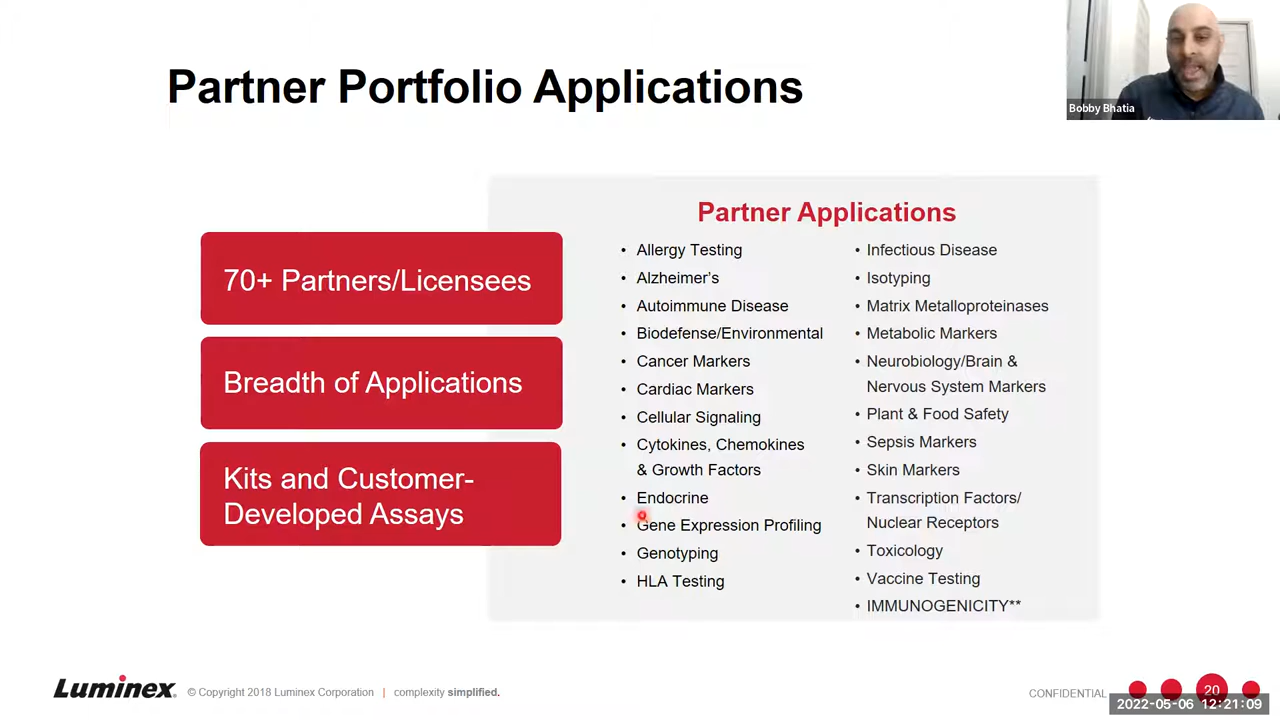 Partner Portfolio Applications
Bobby Bhatia
70+ Partners/Licensees
Breadth of Applications
Kits and Customer-
Developed Assays
Partner Applications
• Allergy Testing
• Alzheimer’s
• Autoimmune Disease
• Biodefense/Environmental
• Cancer Markers
• Cardiac Markers
• Cellular Signaling
• Cytokines, Chemokines
& Growth Factors
• Endocrine
• Gene Expression Profiling
• Genotyping
• HLA Testing
• Infectious Disease
• Isotyping
• Matrix Metalloproteinases
• Metabolic Markers
• Neurobiology/Brain &
Nervous System Markers
• Plant & Food Safety
• Sepsis Markers
• Skin Markers
• Transcription Factors/
Nuclear Receptors
• Toxicology
• Vaccine Testing
• IMMUNOGENICITY**
Luminex® © Copyright 2018 Luminex Corporation | complexity simplified.
CONFIDENTIAL 20
2022-05-06 12:21:09